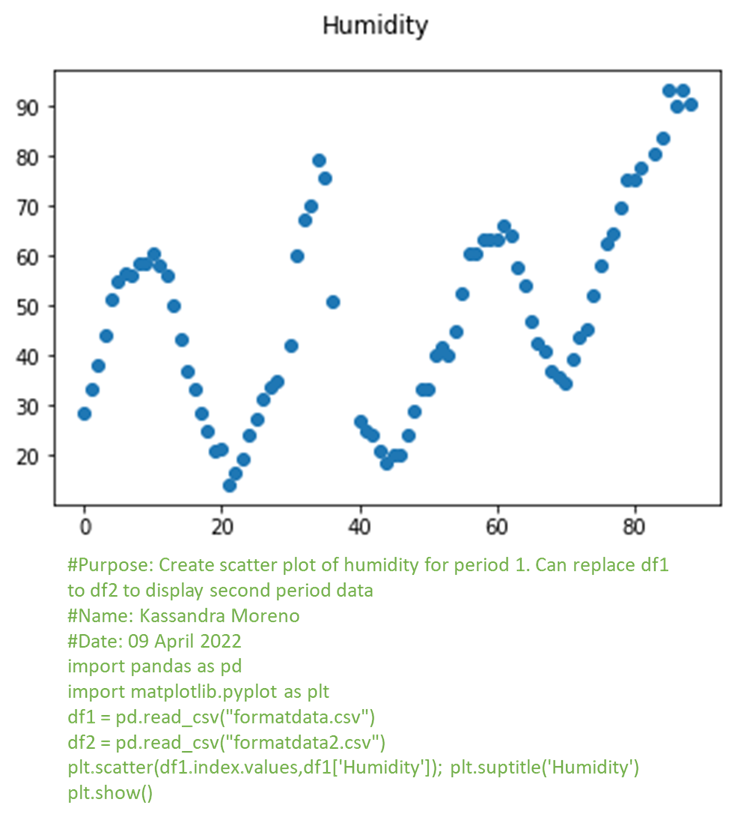 Humidity
90
80
70
60
50
40
30
20
0 20 40 60 80
#Purpose: Create scatter plot of humidity for period 1. Can replace df1
to df2 to display second period data
#Name: Kassandra Moreno
#Date: 09 April 2022
import pandas as pd
import matplotlib.pyplot as plt
df1 = pd.read_csv("formatdata.csv")
df2 = pd.read_csv("formatdata2.csv")
plt.scatter(df1.index.values,df1['Humidity']); plt.suptitle('Humidity')
plt.show()